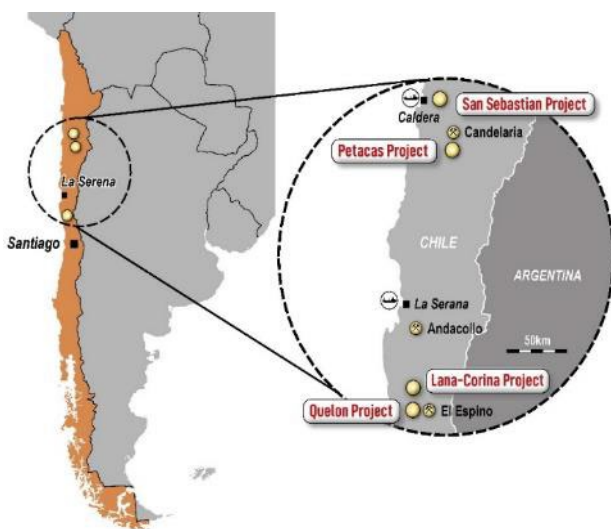 La Serena
Santiago
San Sebastian Project
Caldera
Candelaria
Petacas Project
CHILE
ARGENTINA
La Serana
Andacollo
50km
Lana-Corina Project
Quelon Project
El Espino